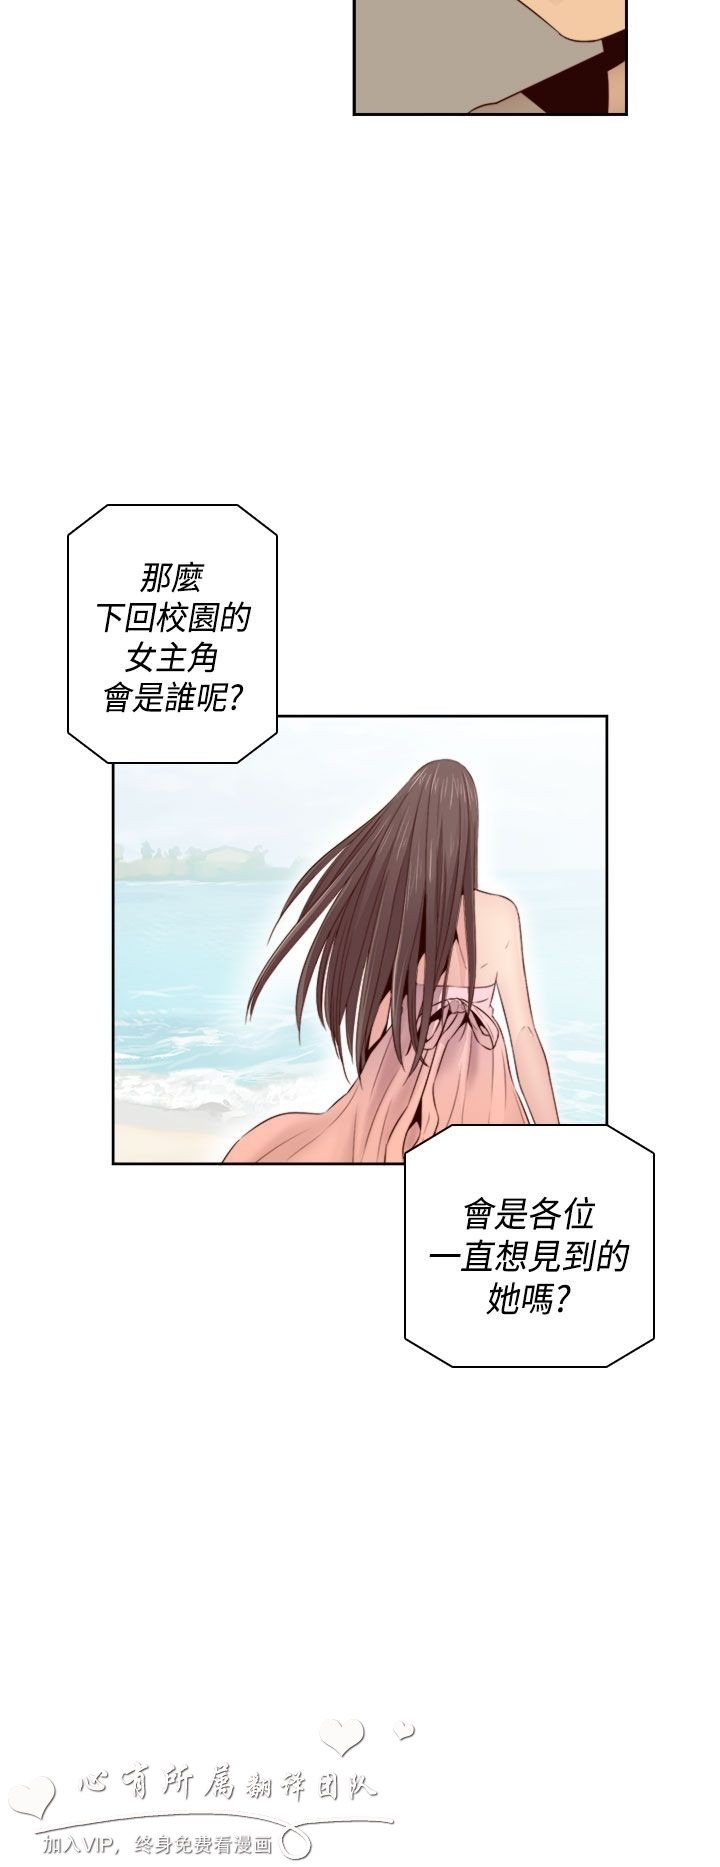 那麼
下回校園的
女主角
會是誰呢?
會是各位
一直想見到的
她嗎?
心有所属翻译团队
加入VIP，终身免费看漫画